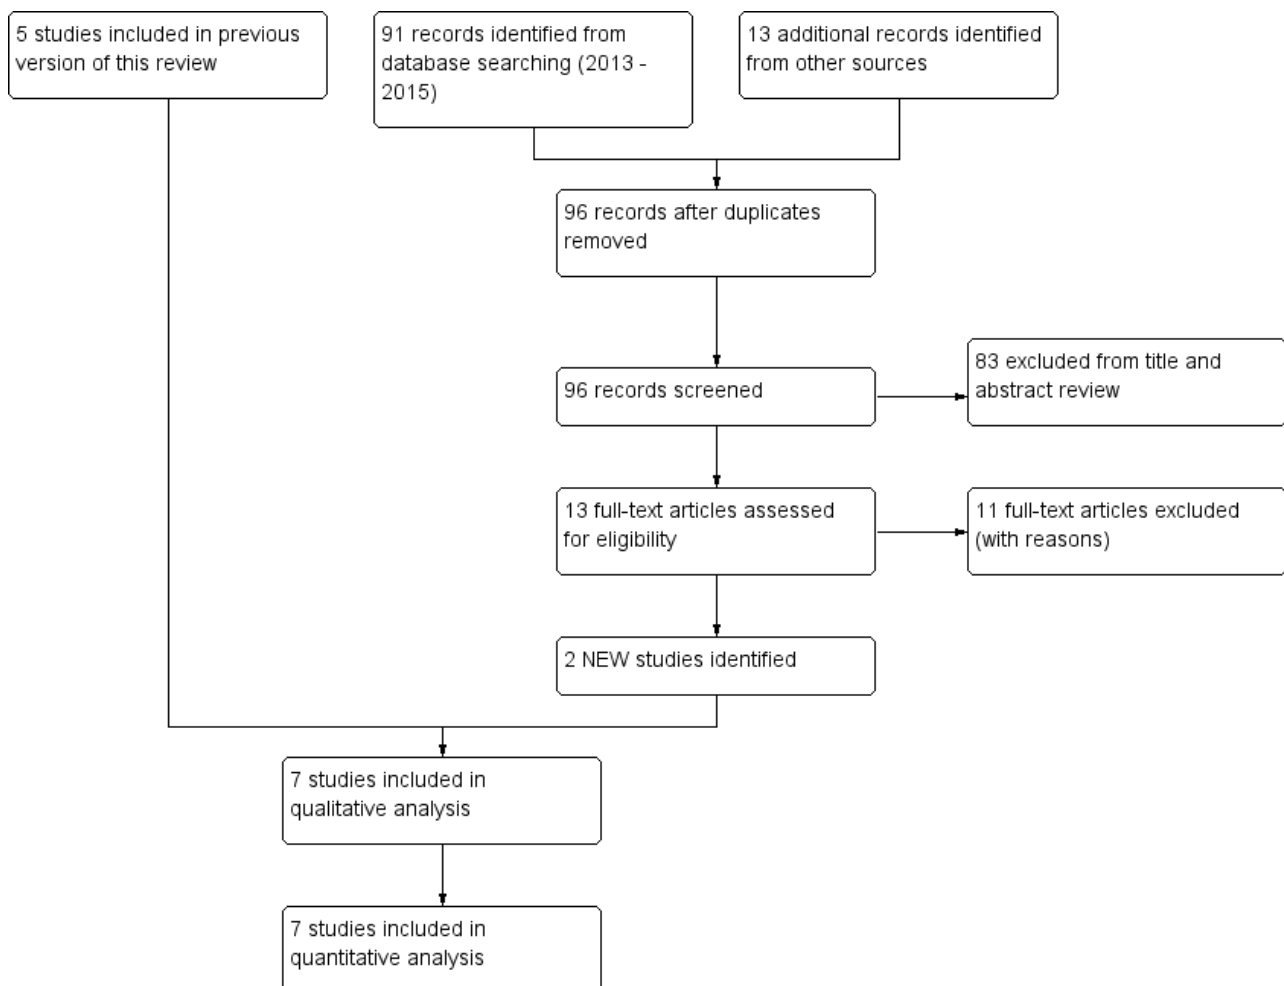 5 studies included in previous
version of this review
91 records identified from
database searching (2013 -
2015)
13 additional records identified
from other sources
96 records after duplicates
removed
96 records screened
83 excluded from title and
abstract review
13 full-text articles assessed
for eligibility
11 full-text articles excluded
(with reasons)
2 NEW studies identified
7 studies included in
qualitative analysis
7 studies included in
quantitative analysis